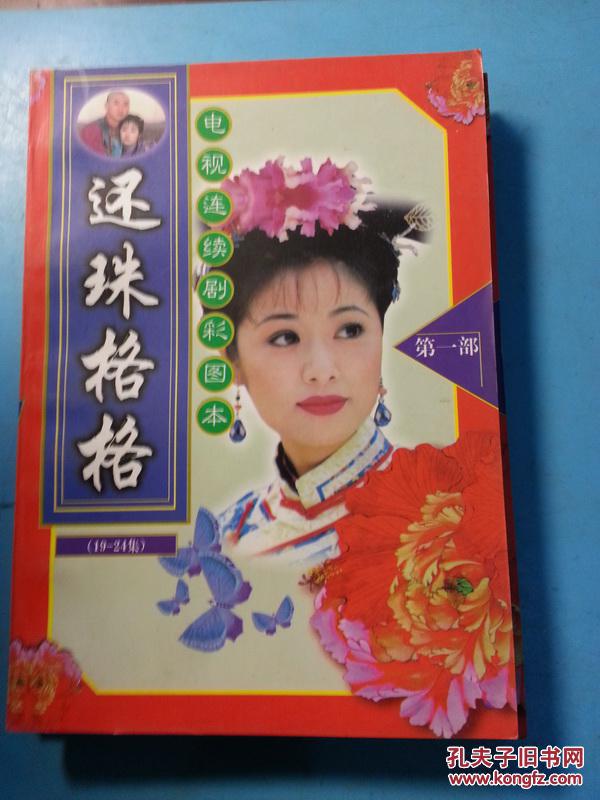 还珠格格
电视连续剧彩图本
第一部
(19-24集)
孔夫子旧书网
www.kongfz.com